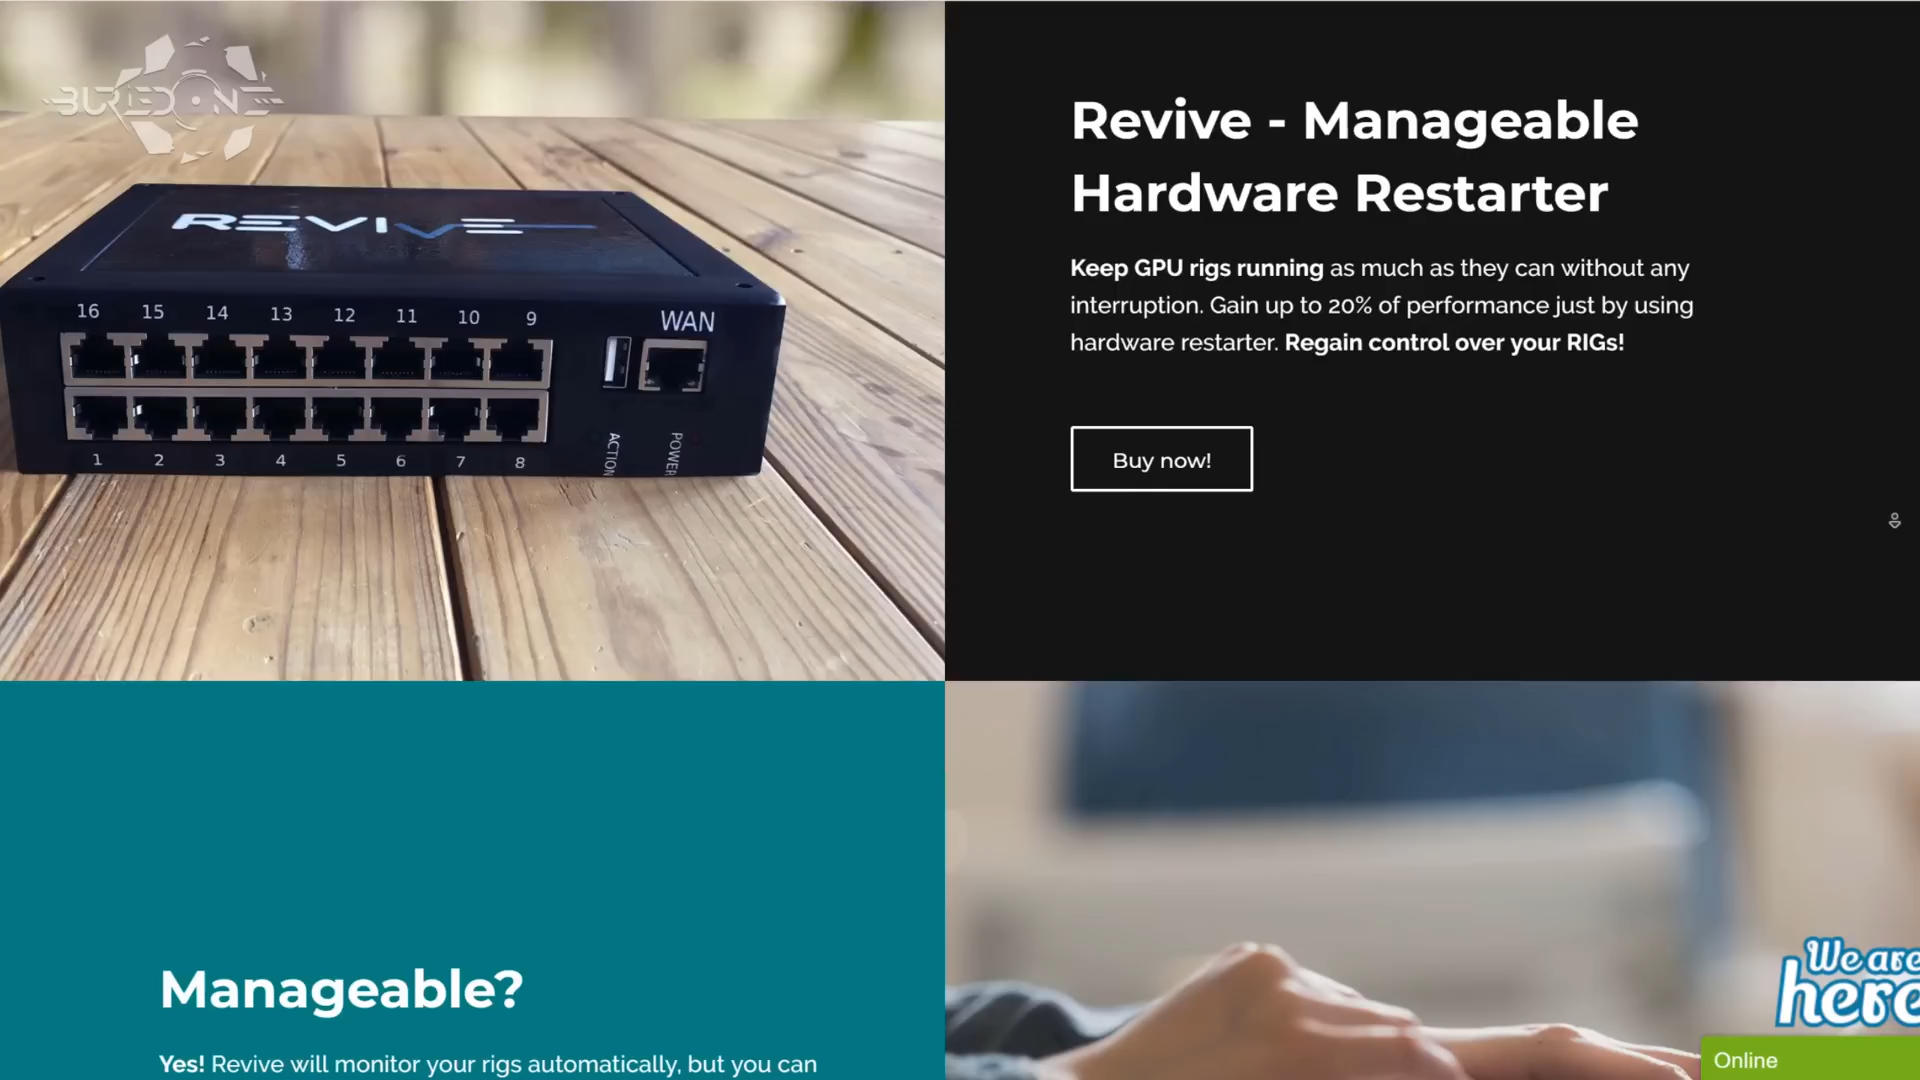 BURIEDONE
REVIVE
16 15 14 13 12 11 10 9
WAN
1 2 3 4 5 6 7 8
ACTION
POWER
Revive - Manageable
Hardware Restarter
Keep GPU rigs running as much as they can without any
interruption. Gain up to 20% of performance just by using
hardware restarter. Regain control over your RIGs!
Buy now!
Manageable?
Yes! Revive will monitor your rigs automatically, but you can
We are
here
Online